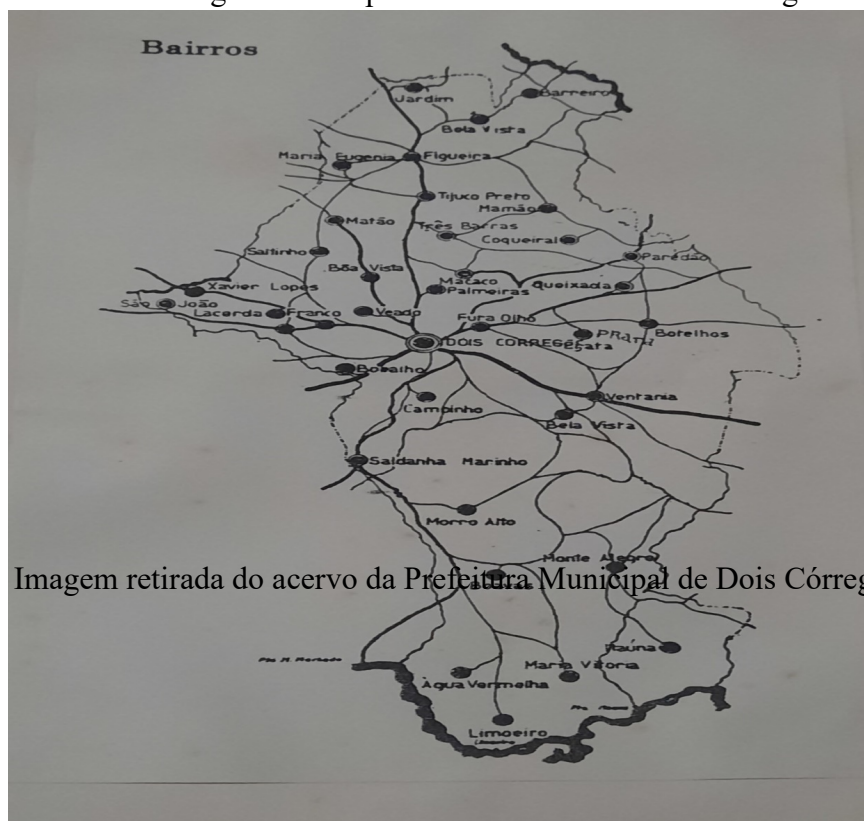 Bairros
Jardim
Barreiro
Bela Vista
Maria Eugenia
Figueira
Tijuco Preto
Mamão
Matão
Três Barras
Coqueiral
Saltinho
Paredão
Bôa Vista
Macaco
Xavier Lopes
Palmeiras
Queixada
São João
Lacerda
Franco
Veado
Fura Olho
Prata
Botelhos
DOIS CORREGOS
Bocalho
Ventania
Campinho
Bela Vista
Saldanha Marinho
Morro Alto
Monte Alegre
Imagem retirada do acervo da Prefeitura Municipal de Dois Córreg
Itaúna
Maria Vitoria
Água Vermelha
Limoeiro